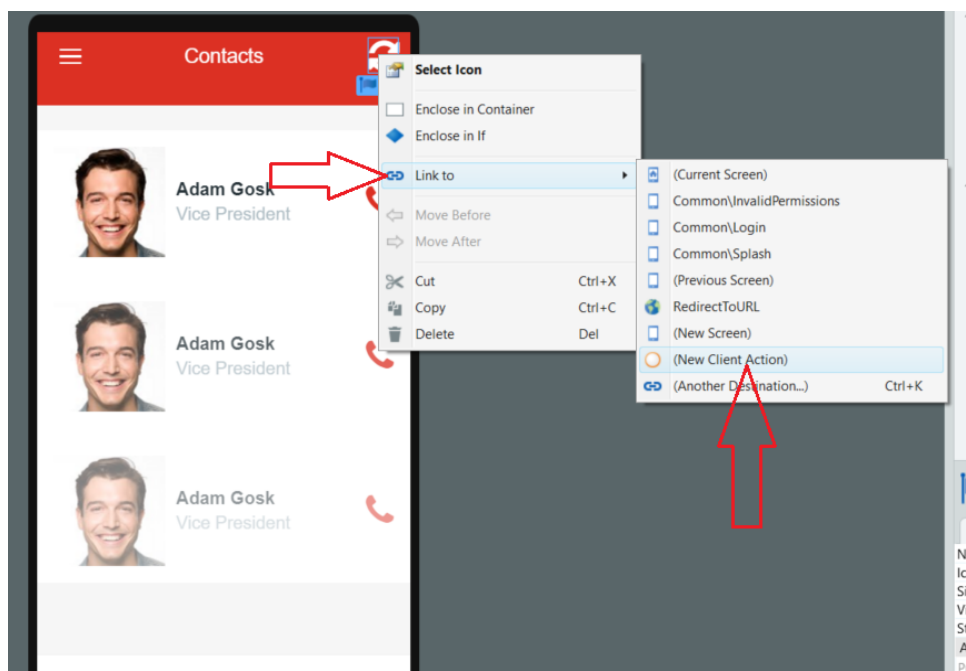 Contacts
Select Icon
Enclose in Container
Enclose in If
Link to
Move Before
Move After
Cut Ctrl+X
Copy Ctrl+C
Delete Del
(Current Screen)
Common\InvalidPermissions
Common\Login
Common\Splash
(Previous Screen)
RedirectToURL
(New Screen)
(New Client Action)
(Another Destination...) Ctrl+K
Adam Gosk
Vice President
Adam Gosk
Vice President
Adam Gosk
Vice President